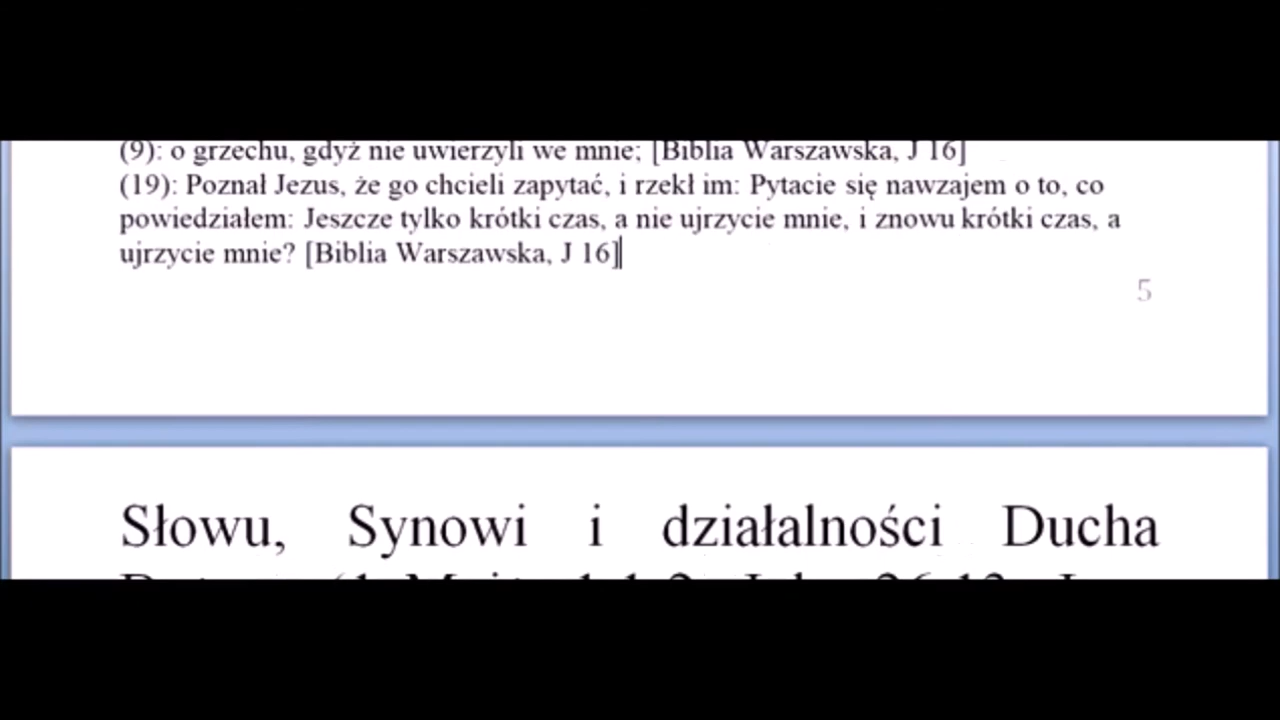 (9): o grzechu, gdyż nie uwierzyli we mnie; [Biblia Warszawska, J 16]
(19): Poznał Jezus, że go chcieli zapytać, i rzekł im: Pytacie się nawzajem o to, co
powiedziałem: Jeszcze tylko krótki czas, a nie ujrzycie mnie, i znowu krótki czas, a
ujrzycie mnie? [Biblia Warszawska, J 16]
5
Słowu, Synowi i działalności Ducha